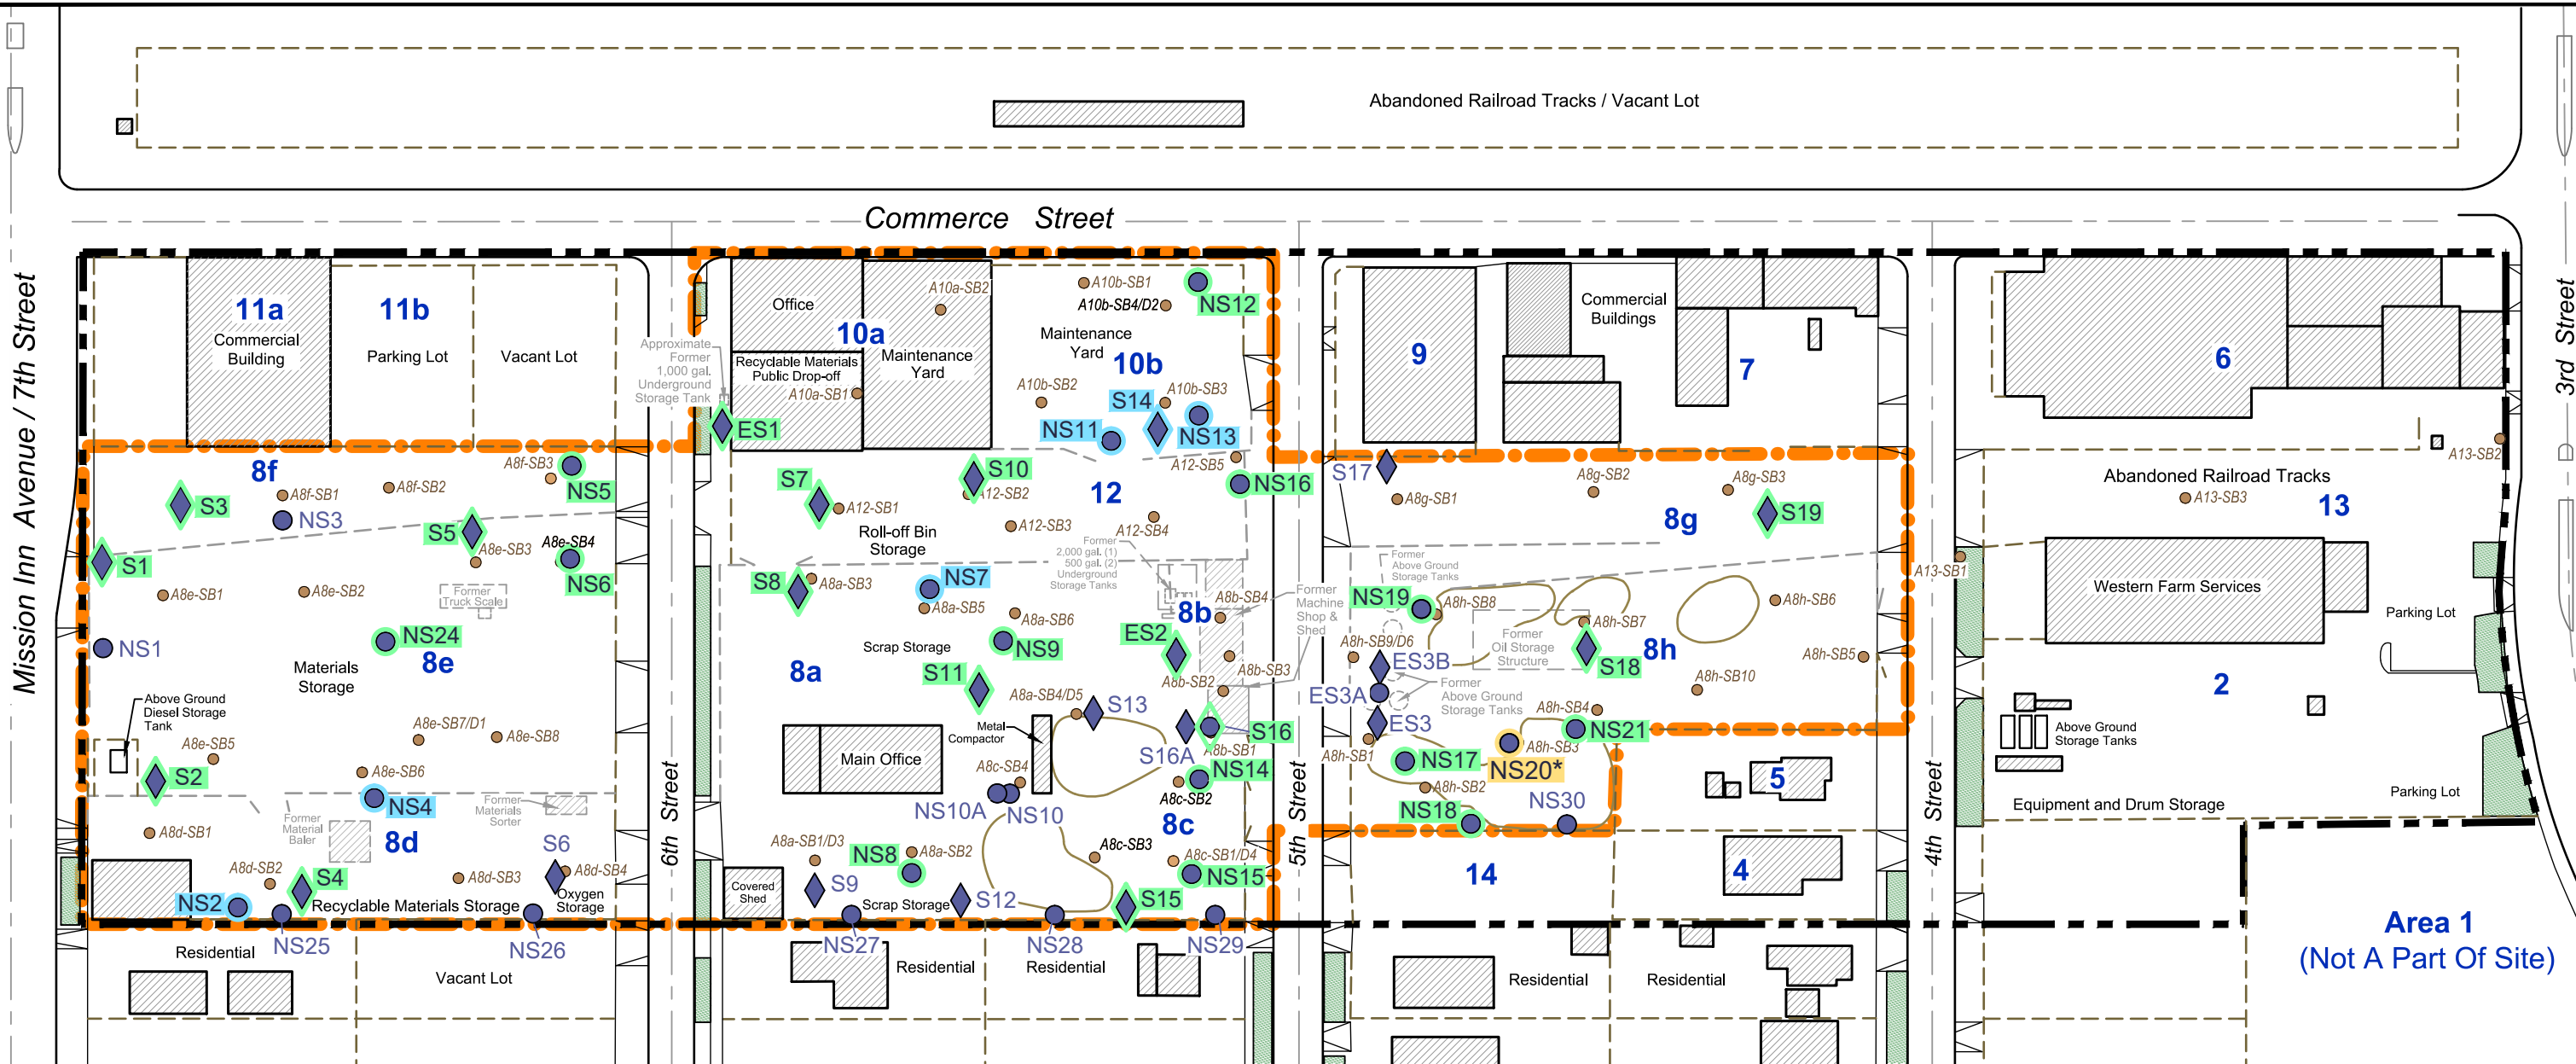 Abandoned Railroad Tracks / Vacant Lot
Commerce Street
Mission Inn Avenue / 7th Street
11a
Commercial
Building
11b
Parking Lot
Vacant Lot
8f
A8f-SB1
A8f-SB2
A8f-SB3
NS5
S3
NS3
S5
A8e-SB3
A8e-SB4
NS6
S1
A8e-SB1
A8e-SB2
Former
Truck Scale
NS1
NS24
8e
Materials
Storage
Above Ground
Diesel Storage
Tank
A8e-SB7/D1
A8e-SB8
A8e-SB5
A8e-SB6
S2
NS4
Former
Materials
Sorter
Former
Material
Baler
A8d-SB1
8d
S6
A8d-SB2
S4
A8d-SB3
A8d-SB4
Oxygen
Storage
NS2
Recyclable Materials Storage
NS25
NS26
Residential
Vacant Lot
6th Street
Approximate
Former
1,000 gal.
Underground
Storage Tank
Office
10a
Recyclable Materials
Public Drop-off
A10a-SB1
A10a-SB2
Maintenance
Yard
ES1
A10b-SB1
A10b-SB4/D2
NS12
Maintenance
Yard
10b
A10b-SB2
A10b-SB3
S14
NS11
NS13
A12-SB5
S7
S10
A12-SB2
12
NS16
A12-SB1
A12-SB3
A12-SB4
Roll-off Bin
Storage
Former
2,000 gal. (1)
500 gal. (2)
Underground
Storage Tanks
S8
A8a-SB3
NS7
A8a-SB5
A8a-SB6
8b
A8b-SB4
Former
Machine
Shop &
Shed
Scrap Storage
NS9
ES2
8a
S11
A8b-SB3
A8b-SB2
A8a-SB4/D5
S13
Metal
Compactor
S16
S16A
A8b-SB1
Main Office
A8c-SB4
NS14
A8c-SB2
NS10A
NS10
8c
A8a-SB1/D3
NS8
A8a-SB2
A8c-SB3
A8c-SB1/D4
NS15
Covered
Shed
S9
Scrap Storage
S12
S15
NS27
NS28
NS29
Residential
Residential
5th Street
9
Commercial
Buildings
7
S17
A8g-SB1
A8g-SB2
A8g-SB3
8g
S19
Former
Above Ground
Storage Tanks
NS19
A8h-SB8
A8h-SB6
A8h-SB7
A8h-SB9/D6
Former
Oil Storage
Structure
8h
S18
A8h-SB5
ES3B
ES3A
Former
Above Ground
Storage Tanks
A8h-SB10
ES3
A8h-SB4
NS21
A8h-SB1
A8h-SB3
NS17
NS20*
A8h-SB2
NS18
NS30
5
14
4
Residential
Residential
4th Street
6
A13-SB2
Abandoned Railroad Tracks
A13-SB3
13
A13-SB1
Western Farm Services
Parking Lot
2
Above Ground
Storage Tanks
Equipment and Drum Storage
Parking Lot
Area 1
(Not A Part Of Site)
3rd Street